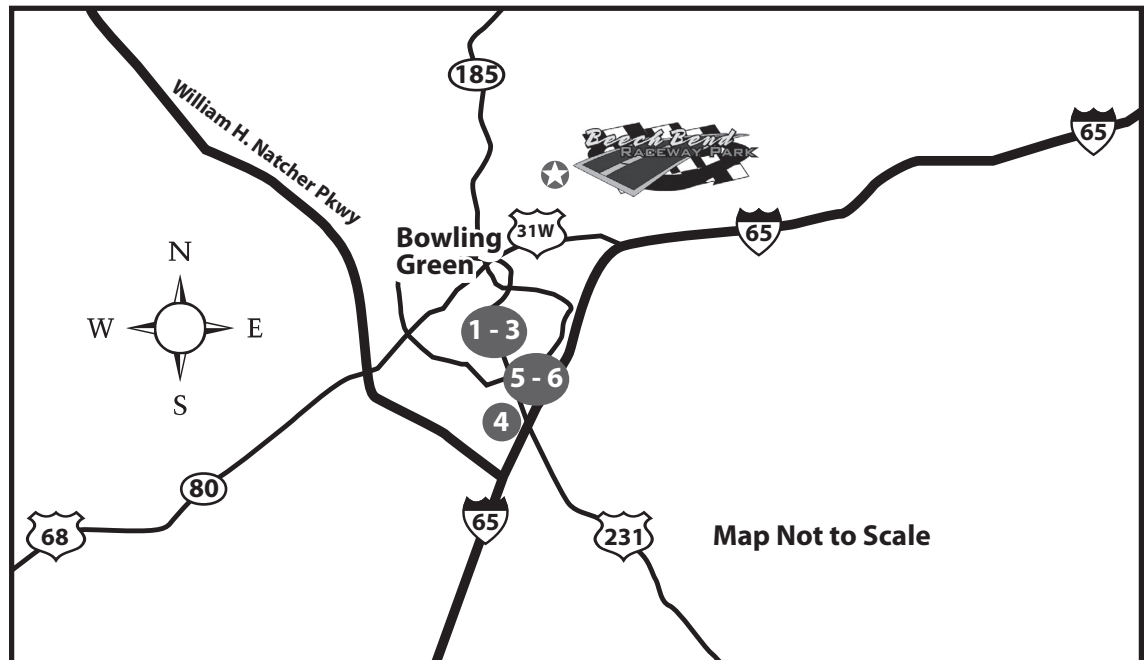 185
65
William H. Natcher Pkwy
Beech Bend
RACEWAY PARK
31W
65
Bowling
Green
N
W E
S
1 - 3
5 - 6
4
80
68
65
231
Map Not to Scale